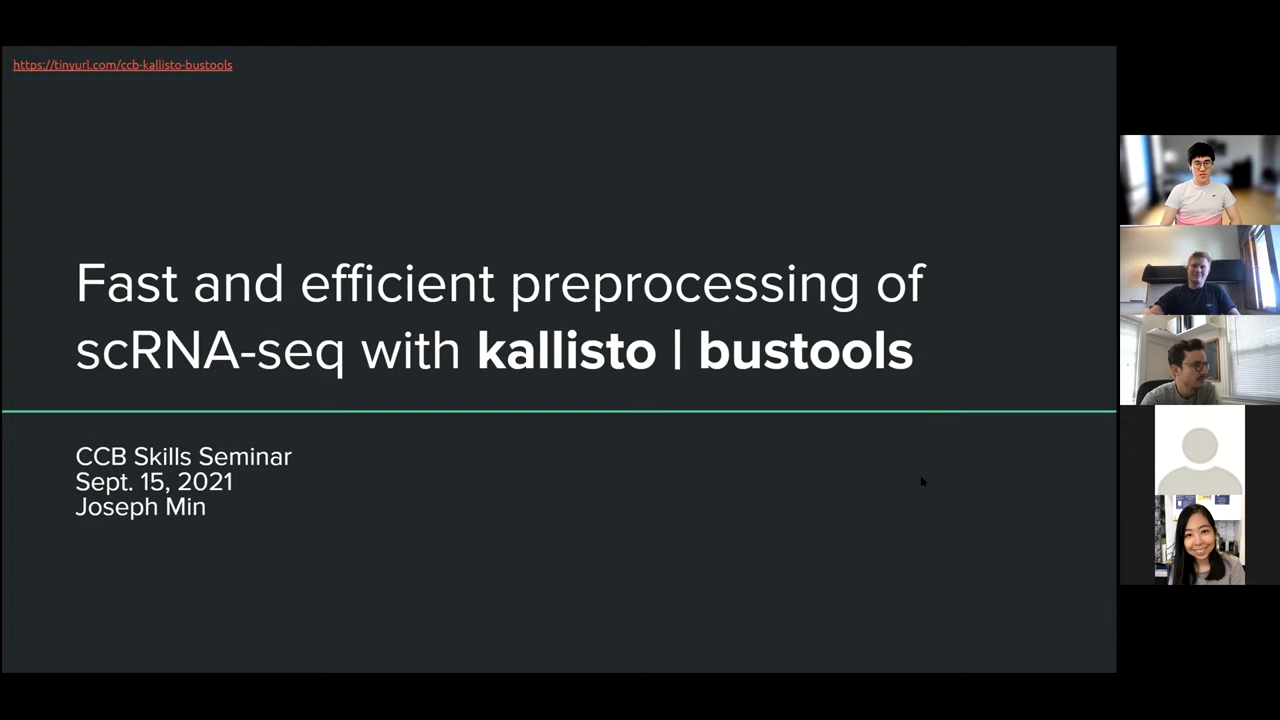 https://tinyurl.com/ccb-kallisto-bustools
Fast and efficient preprocessing of
scRNA-seq with kallisto | bustools
CCB Skills Seminar
Sept. 15, 2021
Joseph Min